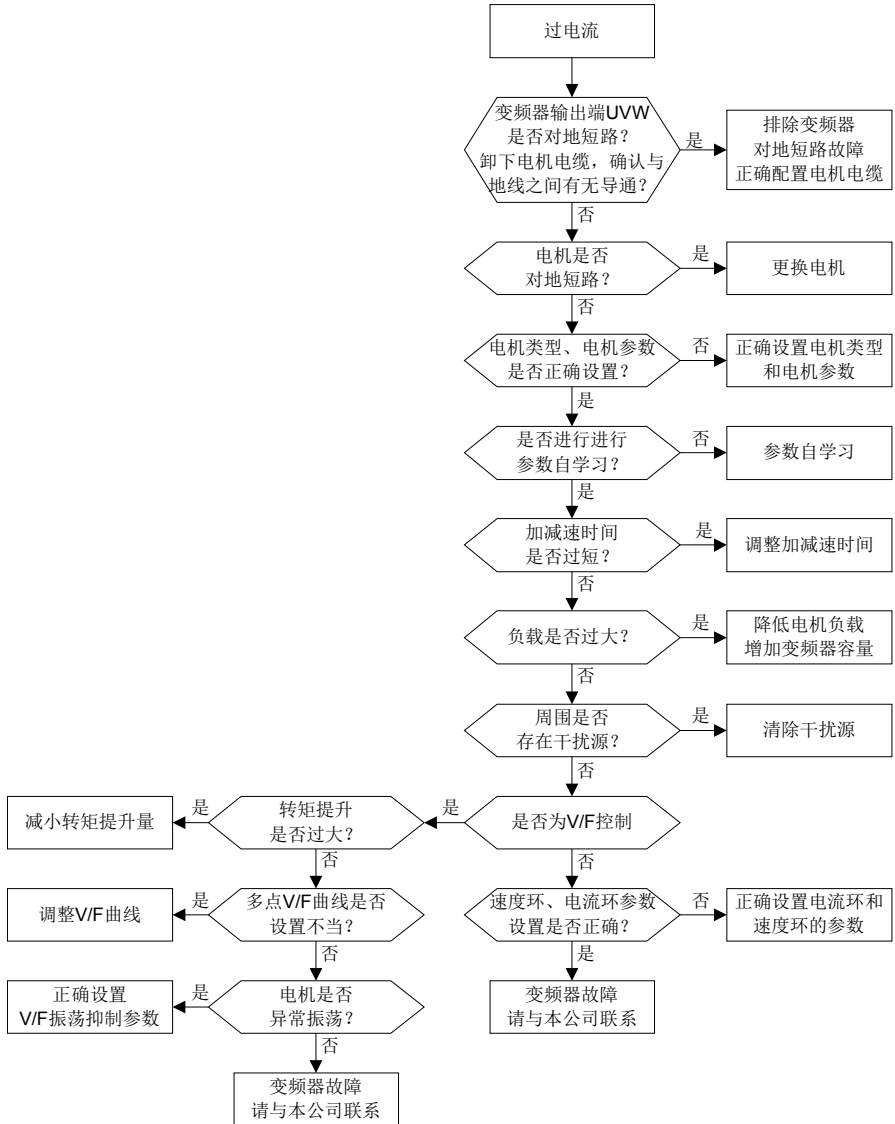 过电流
变频器输出端UVW
是否对地短路？
卸下电机电缆，确认与
地线之间有无导通？
是
排除变频器
对地短路故障
正确配置电机电缆
否
电机是否
对地短路？
是
更换电机
否
电机类型、电机参数
是否正确设置？
否
正确设置电机类型
和电机参数
是
是否进行进行
参数自学习？
否
参数自学习
是
加减速时间
是否过短？
是
调整加减速时间
否
负载是否过大？
是
降低电机负载
增加变频器容量
否
周围是否
存在干扰源？
是
清除干扰源
否
是否为V/F控制
是
转矩提升
是否过大？
是
减小转矩提升量
否
多点V/F曲线是否
设置不当？
是
调整V/F曲线
否
电机是否
异常振荡？
是
正确设置
V/F振荡抑制参数
否
变频器故障
请与本公司联系
否
速度环、电流环参数
设置是否正确？
否
正确设置电流环和
速度环的参数
是
变频器故障
请与本公司联系